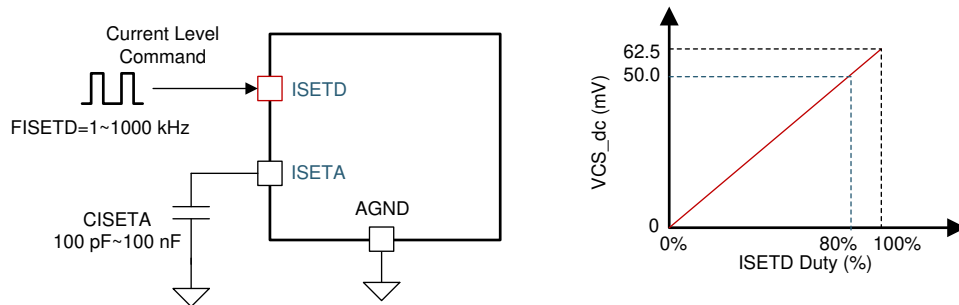 Current Level
Command
ISETD
FISETD=1~1000 kHz
ISETA
CISETA
100 pF~100 nF
AGND
VCS_dc (mV)
62.5
50.0
0
0%
80%
100%
ISETD Duty (%)